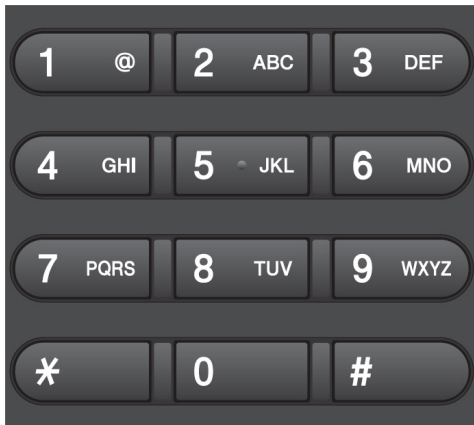 1 @ 2 ABC 3 DEF
4 GHI 5 JKL 6 MNO
7 PQRS 8 TUV 9 WXYZ
* 0 #